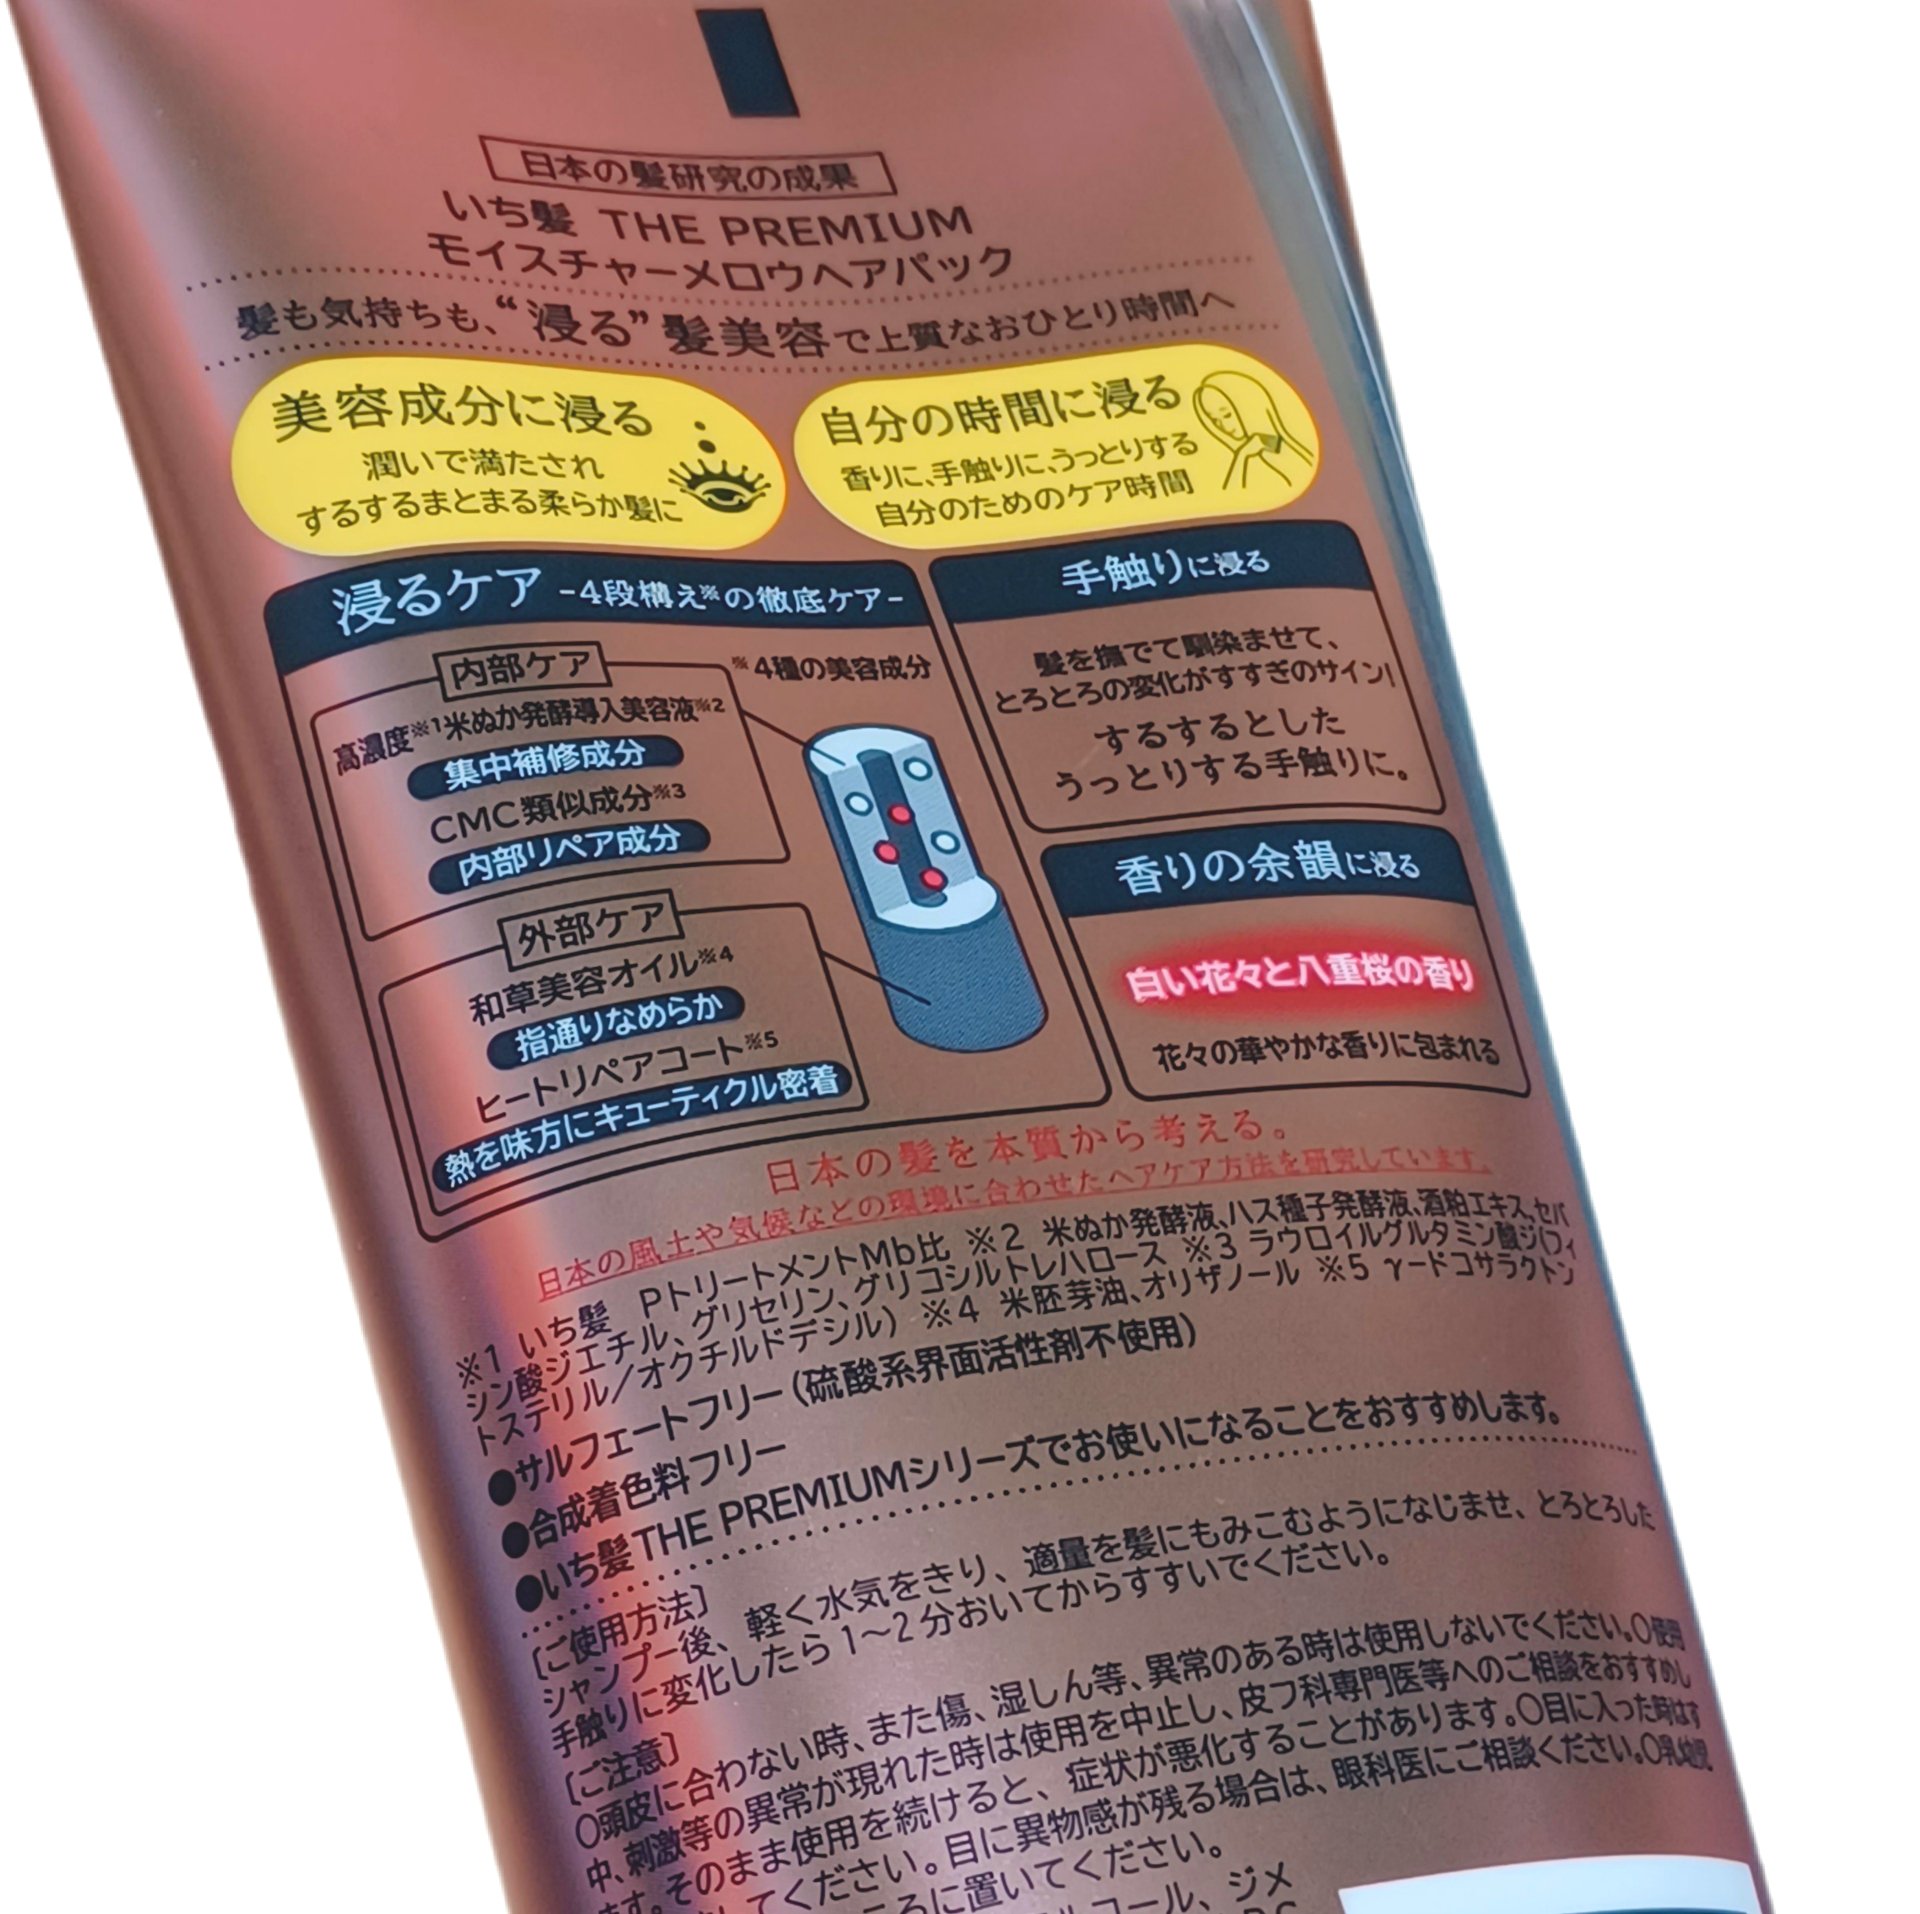 日本の髪研究の成果
いち髪 THE PREMIUM
モイスチャーメロウヘアパック
髪も気持ちも、“浸る”髪美容で上質なおひとり時間へ
美容成分に浸る
潤いで満たされ
するするまとまる柔らか髪に
自分の時間に浸る
香りに、手触りに、うっとりする
自分のためのケア時間
浸るケア -4段構え※の徹底ケア-
※4種の美容成分
内部ケア
高濃度※1米ぬか発酵導入美容液※2
集中補修成分
CMC類似成分※3
内部リペア成分
外部ケア
和草美容オイル※4
指通りなめらか
ヒートリペアコート※5
熱を味方にキューティクル密着
手触りに浸る
髪を撫でて馴染ませて、
とろとろの変化がすすぎのサイン!
するするとした
うっとりする手触りに。
香りの余韻に浸る
白い花々と八重桜の香り
花々の華やかな香りに包まれる
日本の髪を本質から考える。
日本の風土や気候などの環境に合わせたヘアケア方法を研究しています。
※1 いち髪 PトリートメントMb比 ※2 米ぬか発酵液、ハス種子発酵液、酒粕エキス、セバ
シン酸ジエチル、グリセリン、グリコシルトレハロース ※3 ラウロイルグルタミン酸ジ(フィ
トステリル/オクチルドデシル) ※4 米胚芽油、オリザノール ※5 γードコサラクトン
●サルフェートフリー(硫酸系界面活性剤不使用)
●合成着色料フリー
●いち髪THE PREMIUMシリーズでお使いになることをおすすめします。
[ご使用方法]
シャンプー後、軽く水気をきり、適量を髪にもみこむようになじませ、とろとろした
手触りに変化したら1〜2分おいてからすすいでください。
[ご注意]
○頭皮に合わない時、また傷、湿しん等、異常のある時は使用しないでください。○使用
中、刺激等の異常が現れた時は使用を中止し、皮フ科専門医等へのご相談をおすすめし
ます。そのまま使用を続けると、症状が悪化することがあります。○目に入った時はす
してください。目に異物感が残る場合は、眼科医にご相談ください。○乳幼児
ころに置いてください。
コール、ジメ